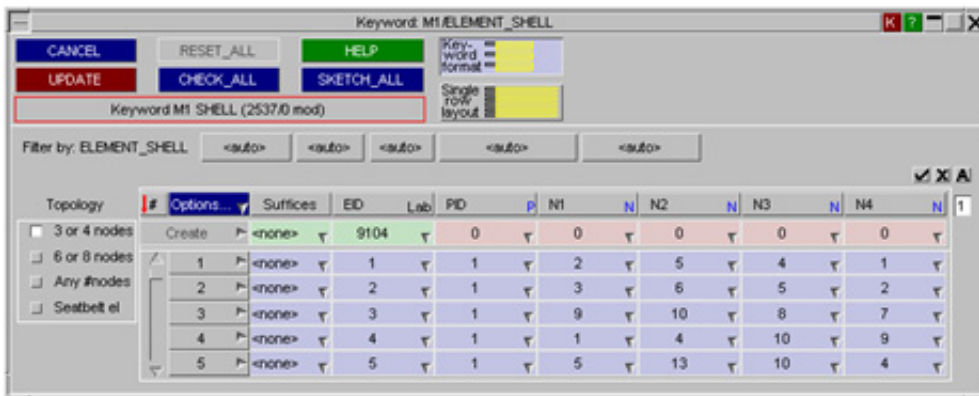 Keyword: M1/ELEMENT_SHELL K ?
CANCEL RESET_ALL HELP
UPDATE CHECK_ALL SKETCH_ALL
Key-
word
format
Single
row
layout
Keyword M1 SHELL (2537/0 mod)
Filter by: ELEMENT_SHELL <auto> <auto> <auto> <auto> <auto>
X A
Topology # Options... Suffices EID Lab PID P N1 N N2 N N3 N N4 N 1
3 or 4 nodes Create <none> 9104 0 0 0 0 0
6 or 8 nodes 1 <none> 1 1 2 5 4 1
Any #nodes 2 <none> 2 1 3 6 5 2
Seatbelt el 3 <none> 3 1 9 10 8 7
4 <none> 4 1 1 4 10 9
5 <none> 5 1 5 13 10 4